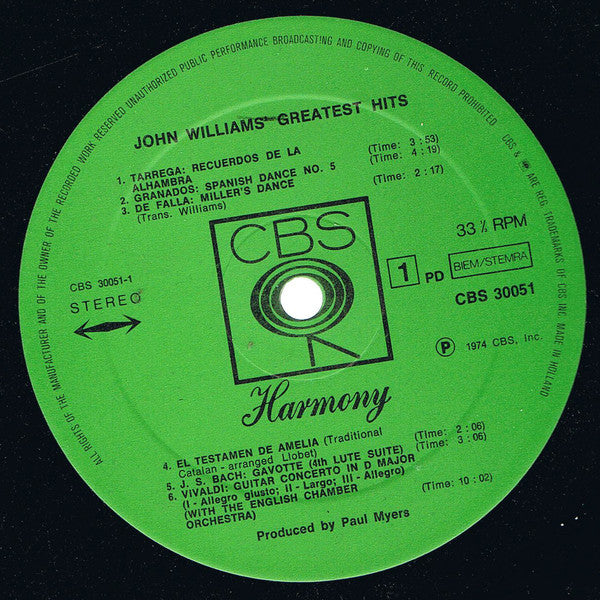 ALL RIGHTS OF THE MANUFACTURER AND OF THE OWNER OF THE RECORDED WORK RESERVED UNAUTHORIZED PUBLIC PERFORMANCE BROADCASTING AND COPYING OF THIS RECORD PROHIBITED
CBS & ARE REG. TRADEMARKS OF CBS INC. MADE IN HOLLAND
JOHN WILLIAMS' GREATEST HITS
1. TARREGA: RECUERDOS DE LA
ALHAMBRA (Time: 3 : 53)
2. GRANADOS: SPANISH DANCE NO. 5 (Time: 4 : 19)
3. DE FALLA: MILLER'S DANCE (Time: 2 : 17)
(Trans. Williams)
CBS
CBS 30051-1
STEREO
33 ⅓ RPM
1 PD BIEM/STEMRA
CBS 30051
Ⓟ 1974 CBS, Inc.
Harmony
4. EL TESTAMEN DE AMELIA (Traditional (Time: 2 : 06)
Catalan - arranged Llobet)
5. J. S. BACH: GAVOTTE (4th LUTE SUITE) (Time: 3 : 06)
6. VIVALDI: GUITAR CONCERTO IN D MAJOR
(I - Allegro giusto; II - Largo; III - Allegro)
(WITH THE ENGLISH CHAMBER (Time: 10 : 02)
ORCHESTRA)
Produced by Paul Myers